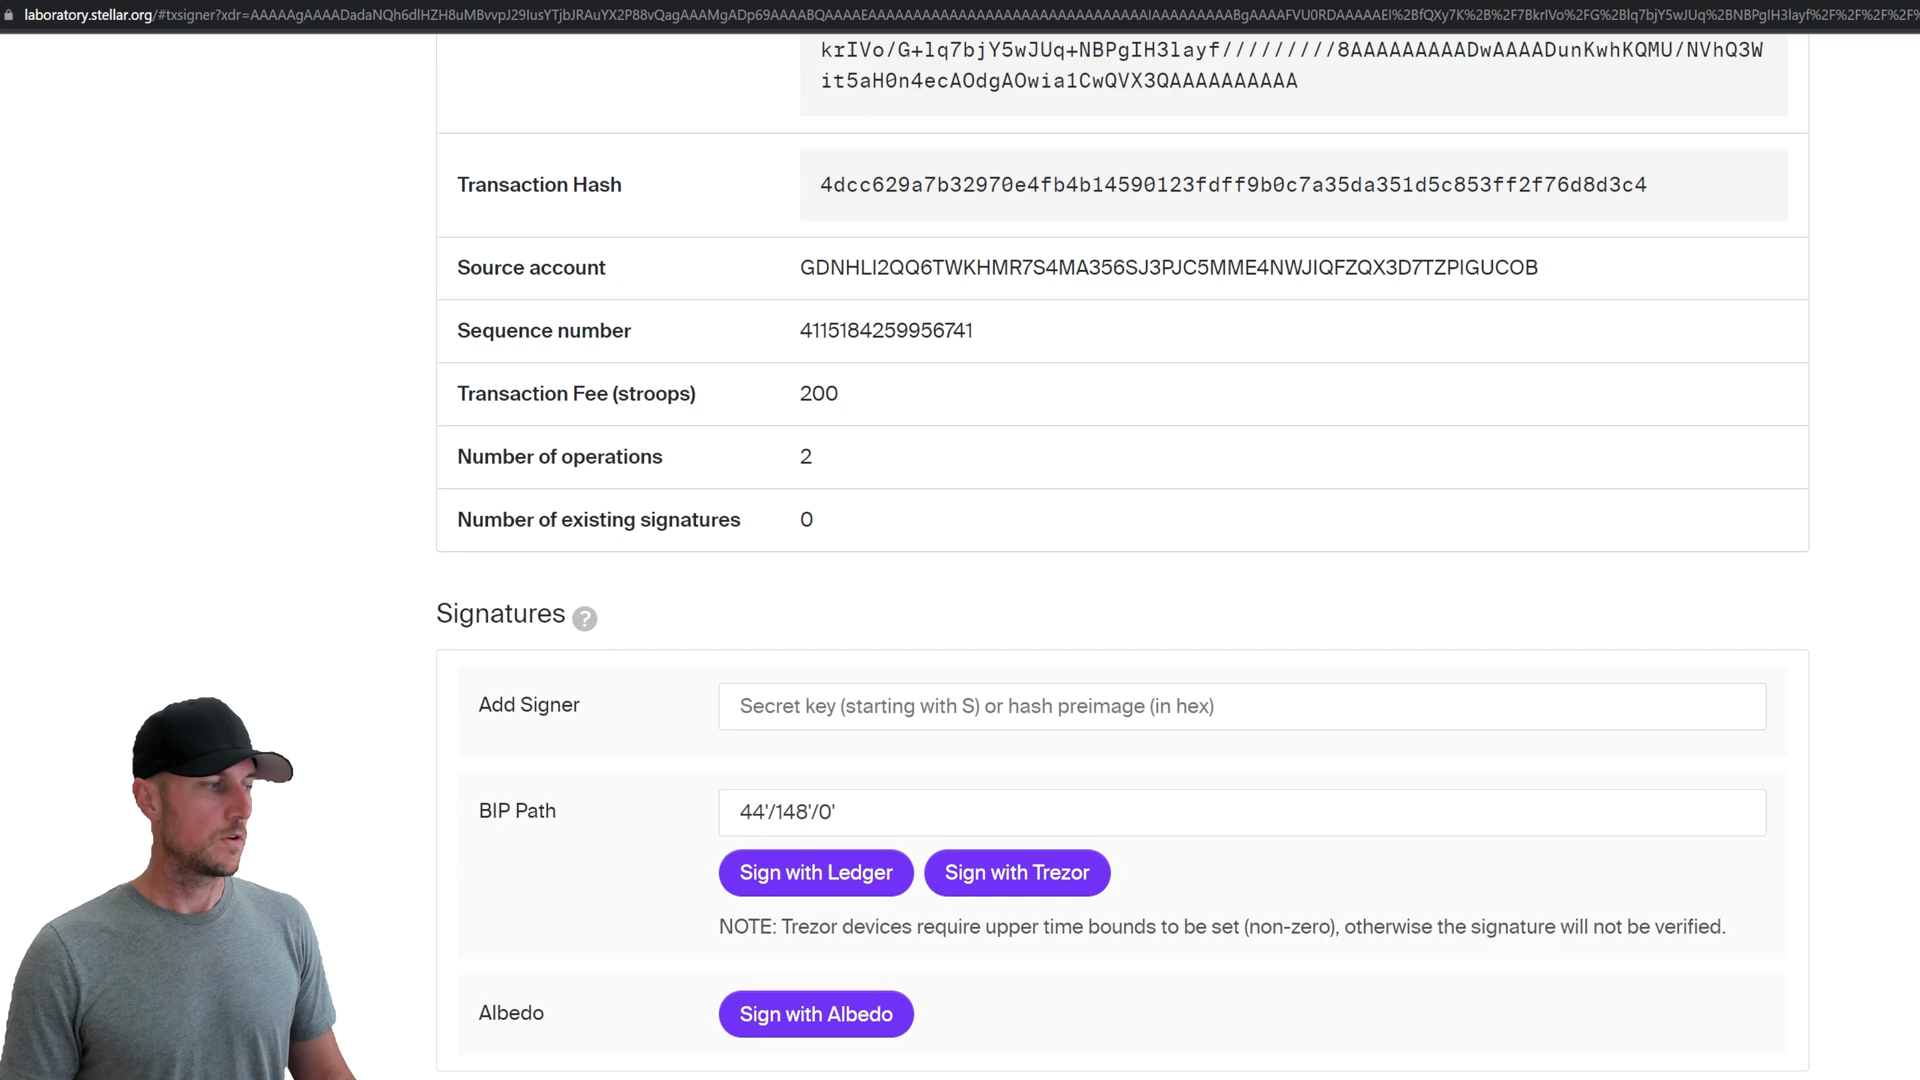 laboratory.stellar.org/#txsigner?xdr=AAAAAgAAAADadaNQh6dlHZH8uMBvvpJ29IusYTjbJRAuYX2P88vQagAAAMgADp69AAAABQAAAAEAAAAAAAAAAAAAAAAAAAAAAAAAAAAAAAIAAAAAAAAABgAAAAFVU0RDAAAAAEI%2BfQXy7K%2B%2F7BkrIVo%2FG%2Blq7bjY5wJUq%2BNBPgIH3layf%2F%2F%2F%2F%
krIVo/G+lq7bjY5wJUq+NBPgIH3layf/////////8AAAAAAAAADwAAAADunKwhKQMU/NVhQ3W
it5aH0n4ecAOdgAOwia1CwQVX3QAAAAAAAAAA
Transaction Hash
4dcc629a7b32970e4fb4b14590123fdff9b0c7a35da351d5c853ff2f76d8d3c4
Source account
GDNHLI2QQ6TWKHMR7S4MA356SJ3PJC5MME4NWJIQFZQX3D7TZPIGUCOB
Sequence number
4115184259956741
Transaction Fee (stroops)
200
Number of operations
2
Number of existing signatures
0
Signatures ?
Add Signer
Secret key (starting with S) or hash preimage (in hex)
BIP Path
44'/148'/0'
Sign with Ledger
Sign with Trezor
NOTE: Trezor devices require upper time bounds to be set (non-zero), otherwise the signature will not be verified.
Albedo
Sign with Albedo